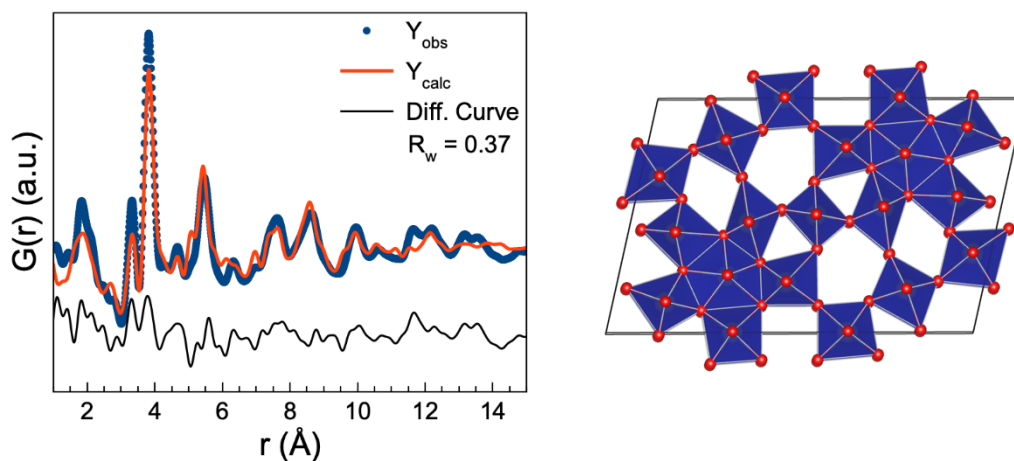 G(r) (a.u.)
Y_obs
Y_calc
Diff. Curve
R_w = 0.37
2 4 6 8 10 12 14
r (Å)